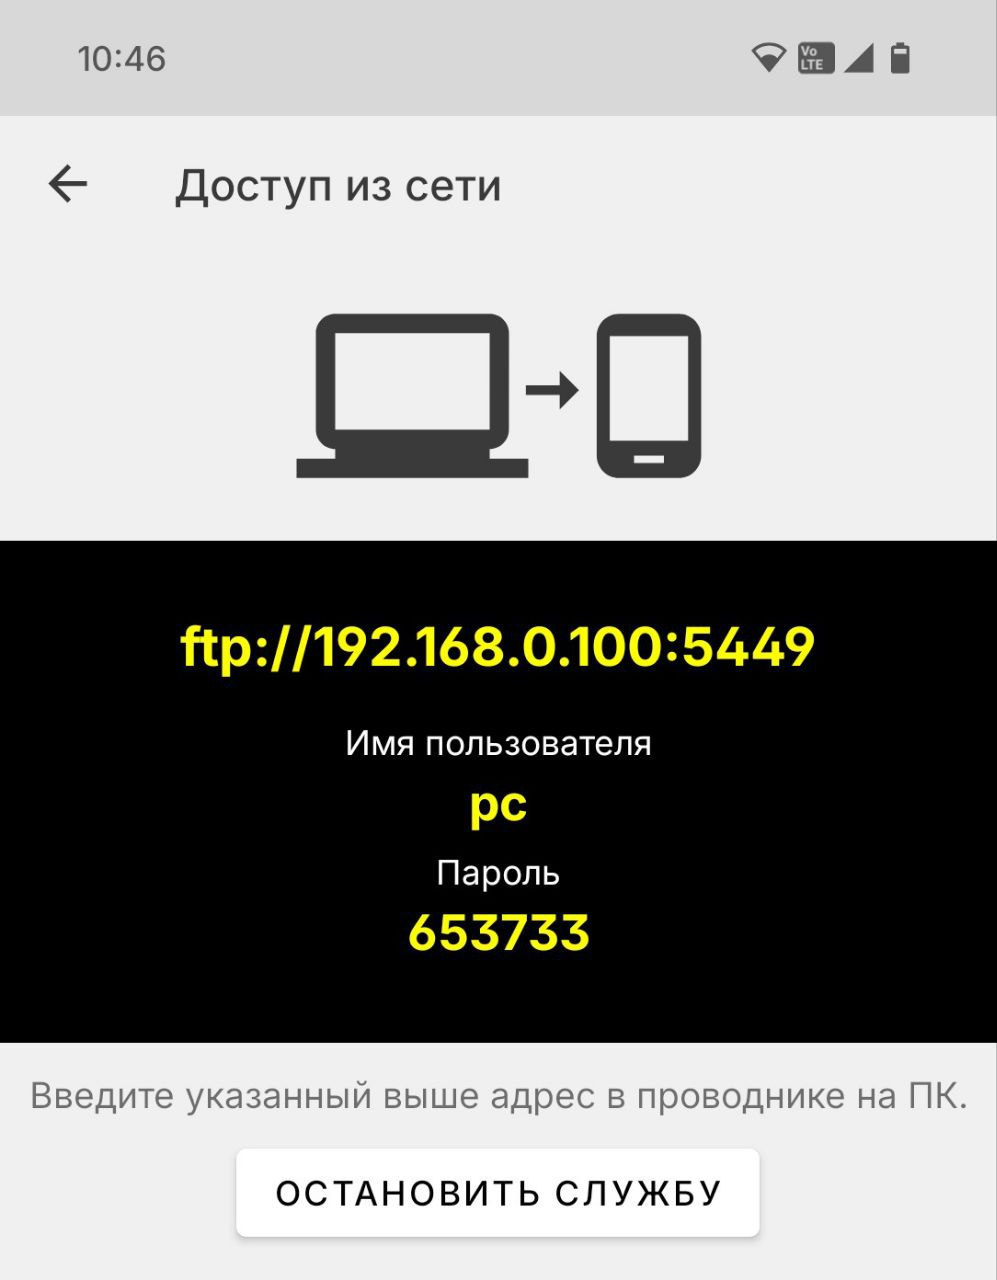 10:46
Vo LTE
Доступ из сети
ftp://192.168.0.100:5449
Имя пользователя
pc
Пароль
653733
Введите указанный выше адрес в проводнике на ПК.
ОСТАНОВИТЬ СЛУЖБУ